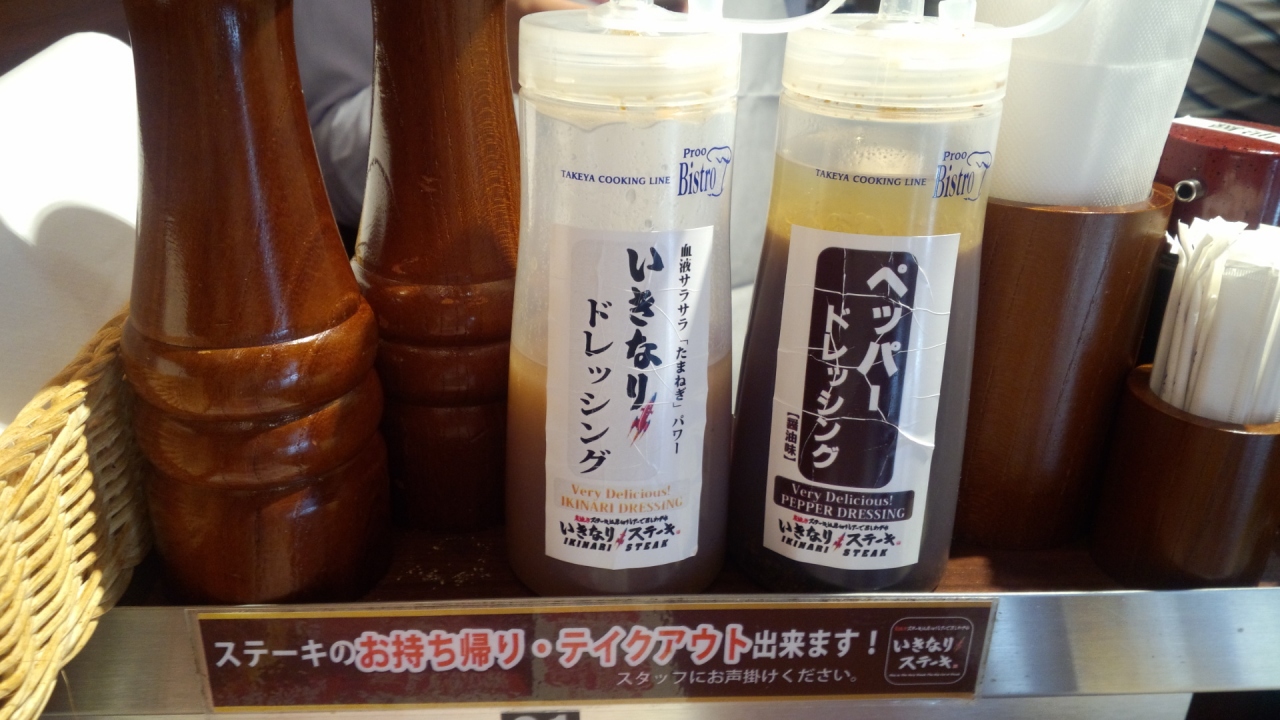 TAKEYA COOKING LINE
Proo
Bistro
血液サラサラ「たまねぎ」パワー
いきなり
ドレッシング
Very Delicious!
IKINARI DRESSING
いきなりステーキ
IKINARI STEAK
TAKEYA COOKING LINE
Proo
Bistro
ペッパー
ドレッシング
【醤油味】
Very Delicious!
PEPPER DRESSING
いきなりステーキ
IKINARI STEAK
ステーキのお持ち帰り・テイクアウト出来ます！
スタッフにお声掛けください。
いきなり
ステーキ